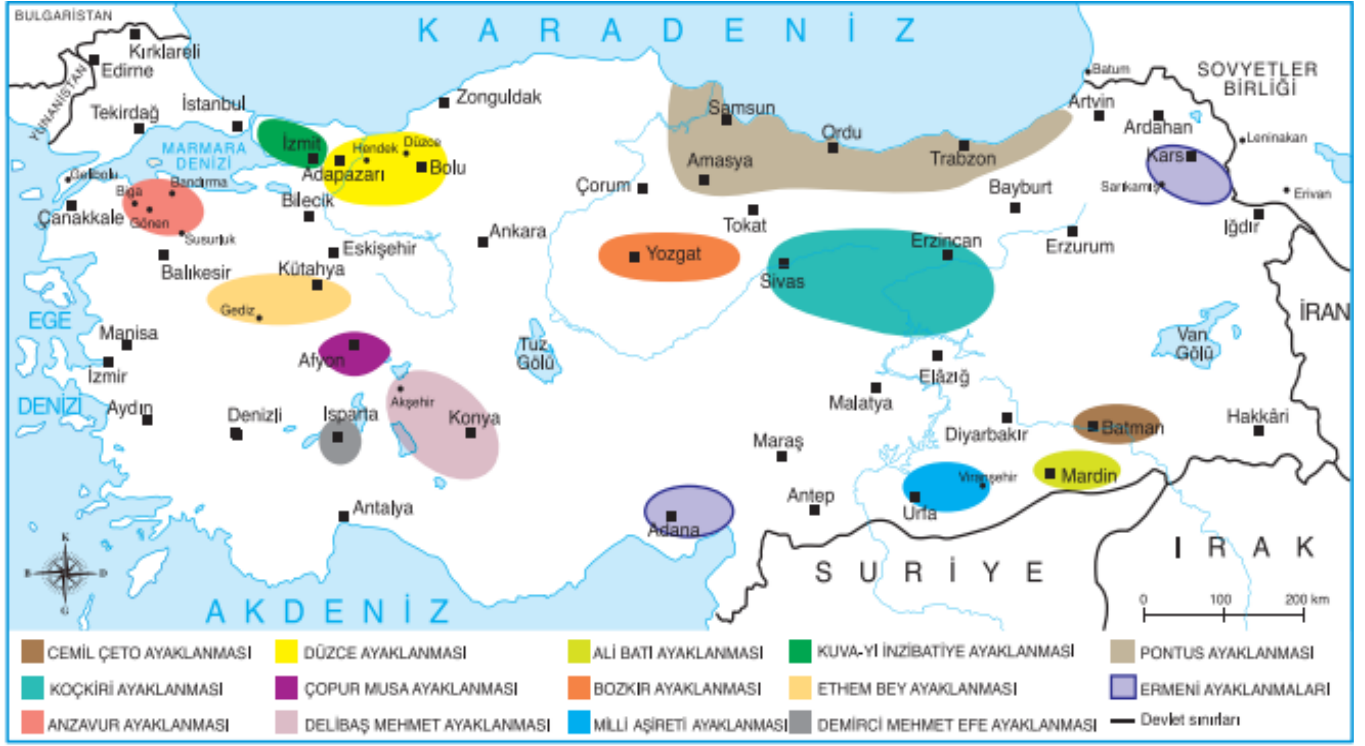 BULGARİSTAN
KARADENİZ
Kırklareli
Edirne
YUNANİSTAN
Batum
SOVYETLER
BİRLİĞİ
Zonguldak
İstanbul
Tekirdağ
Samsun
Artvin
Ardahan
Leninakan
MARMARA
DENİZİ
İzmit
Hendek
Düzce
Adapazarı
Bolu
Ordu
Trabzon
Kars
Gelibolu
Biga
Bandırma
Amasya
Çorum
Bayburt
Sarıkamış
Erivan
Çanakkale
Gönen
Bilecik
Tokat
Iğdır
Susurluk
Ankara
Erzincan
Erzurum
Eskişehir
Balıkesir
Kütahya
Yozgat
Sivas
Gediz
İRAN
EGE
DENİZİ
Manisa
İzmir
Afyon
Tuz
Gölü
Van
Gölü
Elâzığ
Akşehir
Malatya
Aydın
Denizli
Isparta
Konya
Diyarbakır
Batman
Hakkâri
Maraş
Viranşehir
Mardin
Antalya
Adana
Antep
Urfa
K
B
D
G
AKDENİZ
SURİYE
IRAK
0 100 200 km
CEMİL ÇETO AYAKLANMASI
DÜZCE AYAKLANMASI
ALİ BATI AYAKLANMASI
KUVA-Yİ İNZİBATİYE AYAKLANMASI
PONTUS AYAKLANMASI
KOÇKİRİ AYAKLANMASI
ÇOPUR MUSA AYAKLANMASI
BOZKIR AYAKLANMASI
ETHEM BEY AYAKLANMASI
ERMENİ AYAKLANMALARI
ANZAVUR AYAKLANMASI
DELİBAŞ MEHMET AYAKLANMASI
MİLLİ AŞİRETİ AYAKLANMASI
DEMİRCİ MEHMET EFE AYAKLANMASI
Devlet sınırları